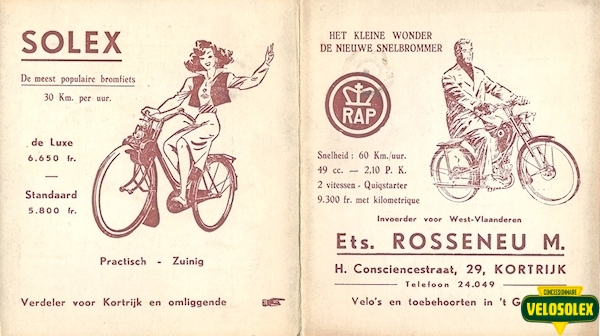 SOLEX
De meest populaire bromfiets
30 Km. per uur.
de Luxe
6.650 fr.
Standaard
5.800 fr.
Practisch - Zuinig
Verdeler voor Kortrijk en omliggende
HET KLEINE WONDER
DE NIEUWE SNELBROMMER
RAP
Snelheid : 60 Km./uur.
49 cc. — 2,10 P. K.
2 vitessen - Quiqstarter
9.300 fr. met kilometrique
Invoerder voor West-Vlaanderen
Ets. ROSSENEU M.
H. Consciencestraat, 29, KORTRIJK
Telefoon 24.049
Velo's en toebehoorten in 't G
CONCESSIONNAIRE
VELOSOLEX